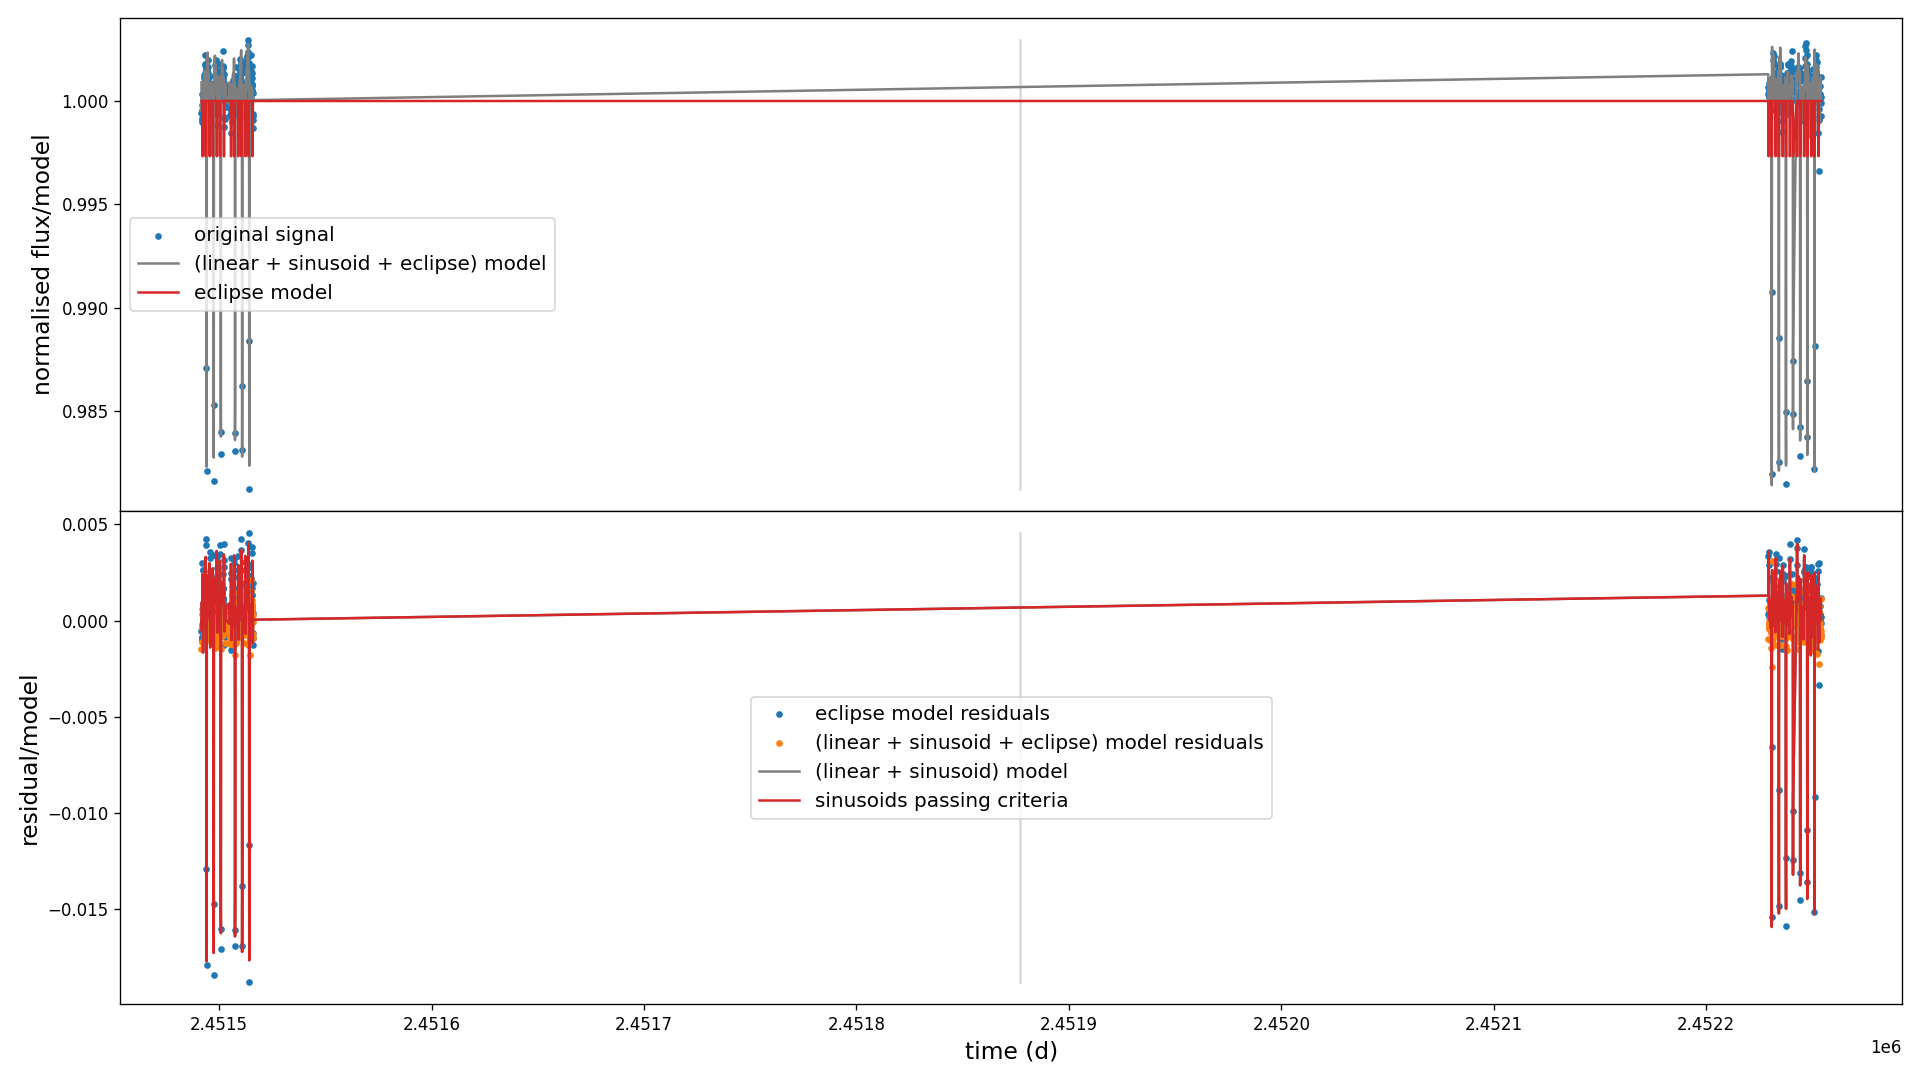 normalised flux/model
1.000
0.995
0.990
0.985
original signal
(linear + sinusoid + eclipse) model
eclipse model
residual/model
0.005
0.000
−0.005
−0.010
−0.015
eclipse model residuals
(linear + sinusoid + eclipse) model residuals
(linear + sinusoid) model
sinusoids passing criteria
2.4515 2.4516 2.4517 2.4518 2.4519 2.4520 2.4521 2.4522
1e6
time (d)